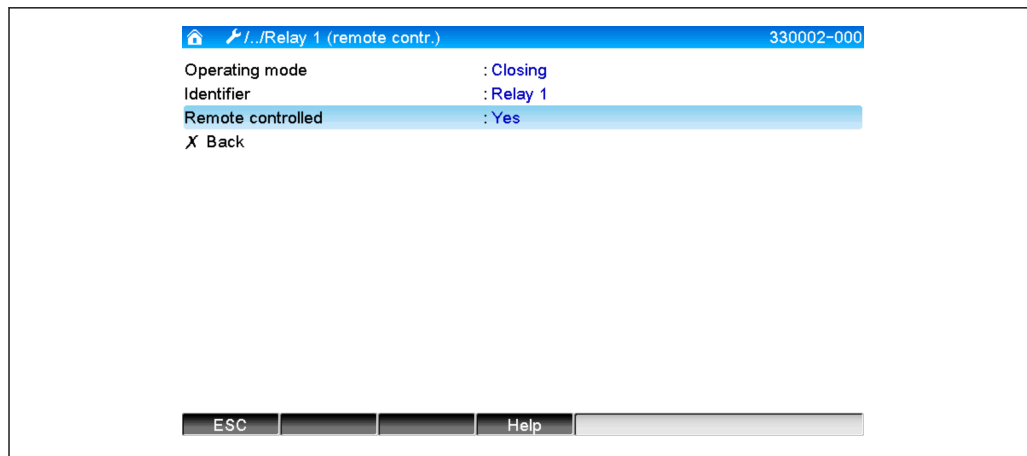 /../Relay 1 (remote contr.) 330002-000
Operating mode : Closing
Identifier : Relay 1
Remote controlled : Yes
X Back
ESC Help